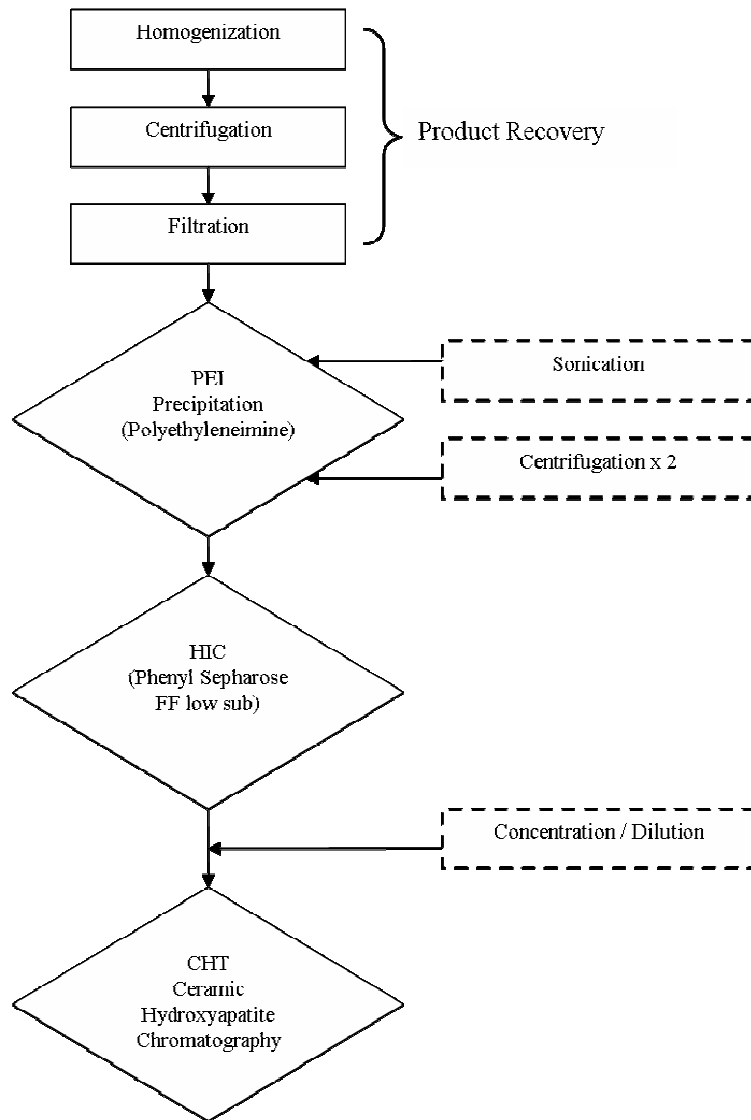 Homogenization
Centrifugation
Product Recovery
Filtration
PEI
Precipitation
(Polyethyleneimine)
Sonication
Centrifugation x 2
HIC
(Phenyl Sepharose
FF low sub)
Concentration / Dilution
CHT
Ceramic
Hydroxyapatite
Chromatography